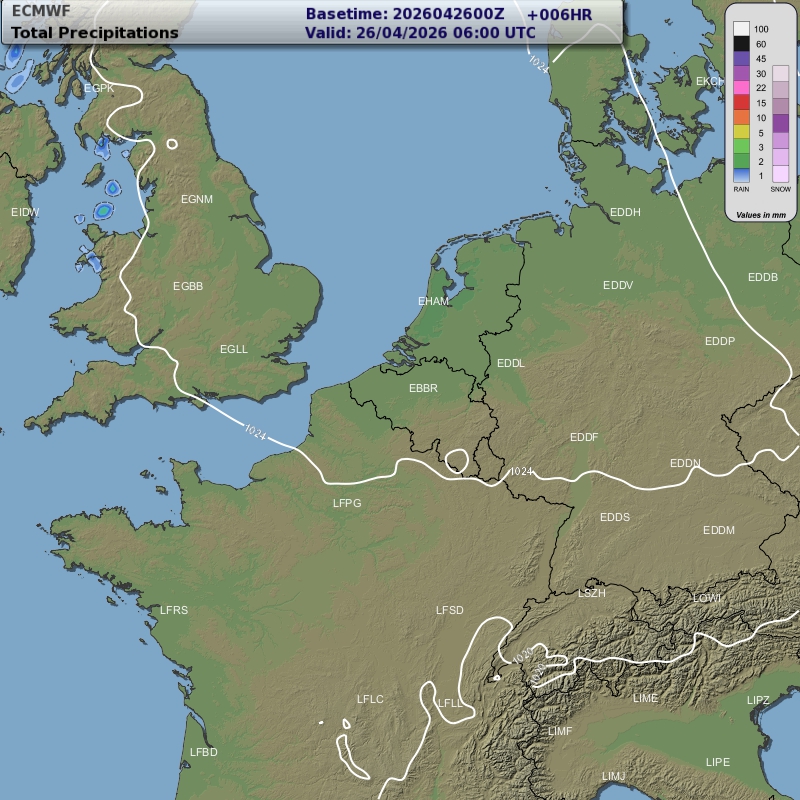 ECMWF
Total Precipitations
Basetime: 2026042600Z +006HR
Valid: 26/04/2026 06:00 UTC
100
60
45
30
22
15
10
5
3
2
1
RAIN SNOW
Values in mm
1024
EGPK
EKCH
EGNM
EIDW
EDDH
EGBB
EDDV
EDDB
EHAM
EGLL
EDDP
EDDL
EBBR
1024
EDDF
EDDN
1024
LFPG
EDDS
EDDM
LSZH
LOWI
LFRS
LFSD
1020
1020
LFLC
LFLL
LIME
LIPZ
LIMF
LFBD
LIPE
LIMJ